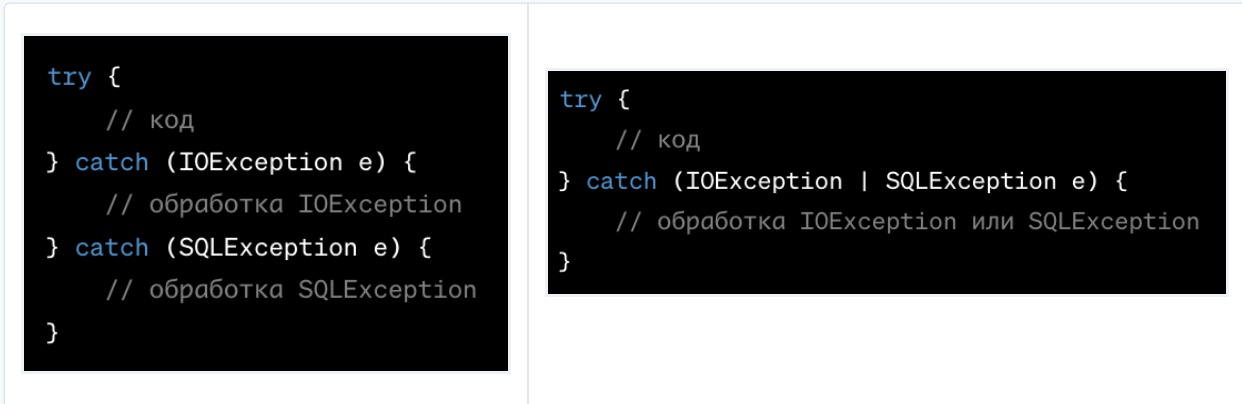 try {
    // код
} catch (IOException e) {
    // обработка IOException
} catch (SQLException e) {
    // обработка SQLException
}
try {
    // код
} catch (IOException | SQLException e) {
    // обработка IOException или SQLException
}